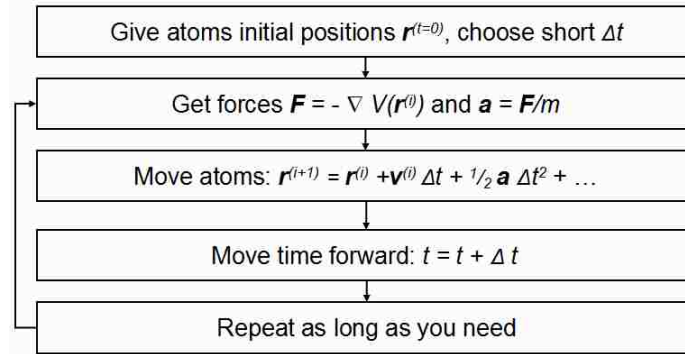 Give atoms initial positions r⁽ᵗ⁼⁰⁾, choose short Δt
Get forces F = - ∇ V(r⁽ⁱ⁾) and a = F/m
Move atoms: r⁽ⁱ⁺¹⁾ = r⁽ⁱ⁾ +v⁽ⁱ⁾ Δt + ¹/₂ a Δt² + …
Move time forward: t = t + Δ t
Repeat as long as you need